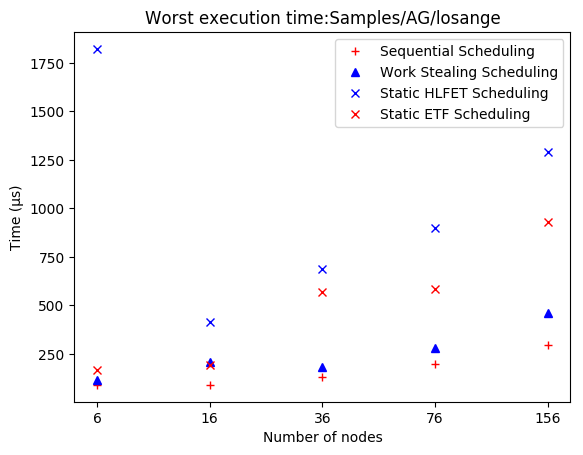 Worst execution time:Samples/AG/losange
Sequential Scheduling
Work Stealing Scheduling
Static HLFET Scheduling
Static ETF Scheduling
1750
1500
1250
1000
750
500
250
Time (µs)
6 16 36 76 156
Number of nodes